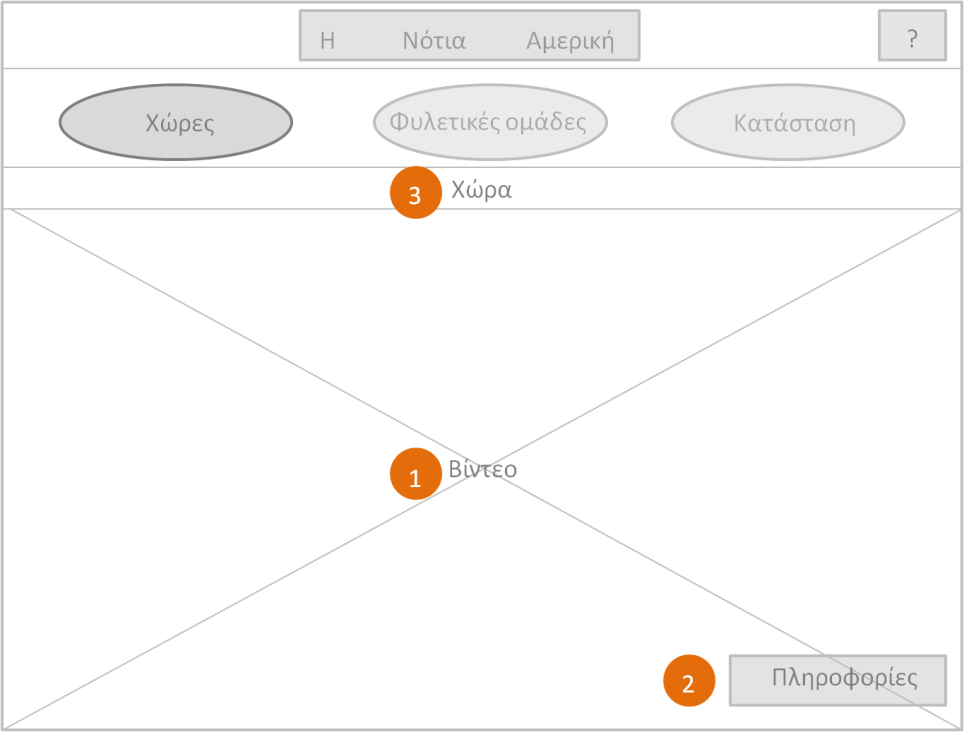 Η Νότια Αμερική
?
Χώρες Φυλετικές ομάδες Κατάσταση
3 Χώρα
1 Βίντεο
2 Πληροφορίες